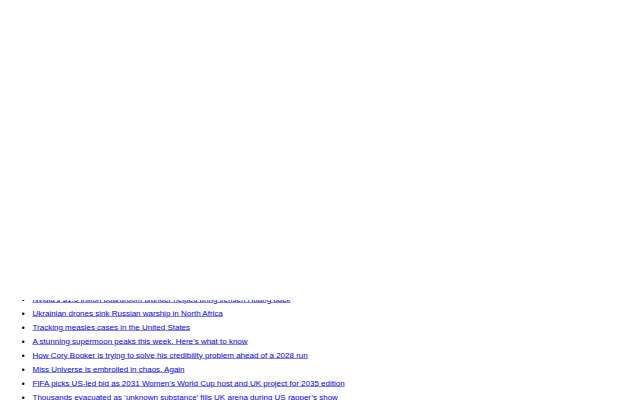 Ukrainian drones sink Russian warship in North Africa
Tracking measles cases in the United States
A stunning supermoon peaks this week. Here's what to know
How Cory Booker is trying to solve his credibility problem ahead of a 2028 run
Miss Universe is embroiled in chaos. Again
FIFA picks US-led bid as 2031 Women's World Cup host and UK project for 2035 edition
Thousands evacuated as ‘unknown substance’ fills UK arena during US rapper's show